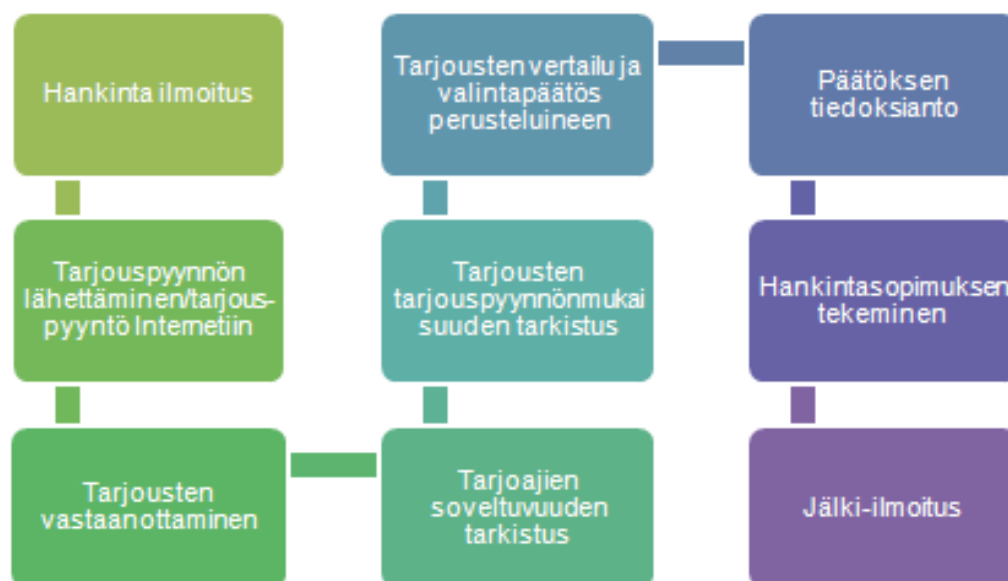 Hankinta ilmoitus
Tarjouspyynnön
lähettäminen/tarjous-
pyyntö Internetiin
Tarjousten
vastaanottaminen
Tarjoajien
soveltuvuuden
tarkistus
Tarjousten
tarjouspyynnönmukai
suuden tarkistus
Tarjousten vertailu ja
valintapäätös
perusteluineen
Päätöksen
tiedoksianto
Hankintasopimuksen
tekeminen
Jälki-ilmoitus